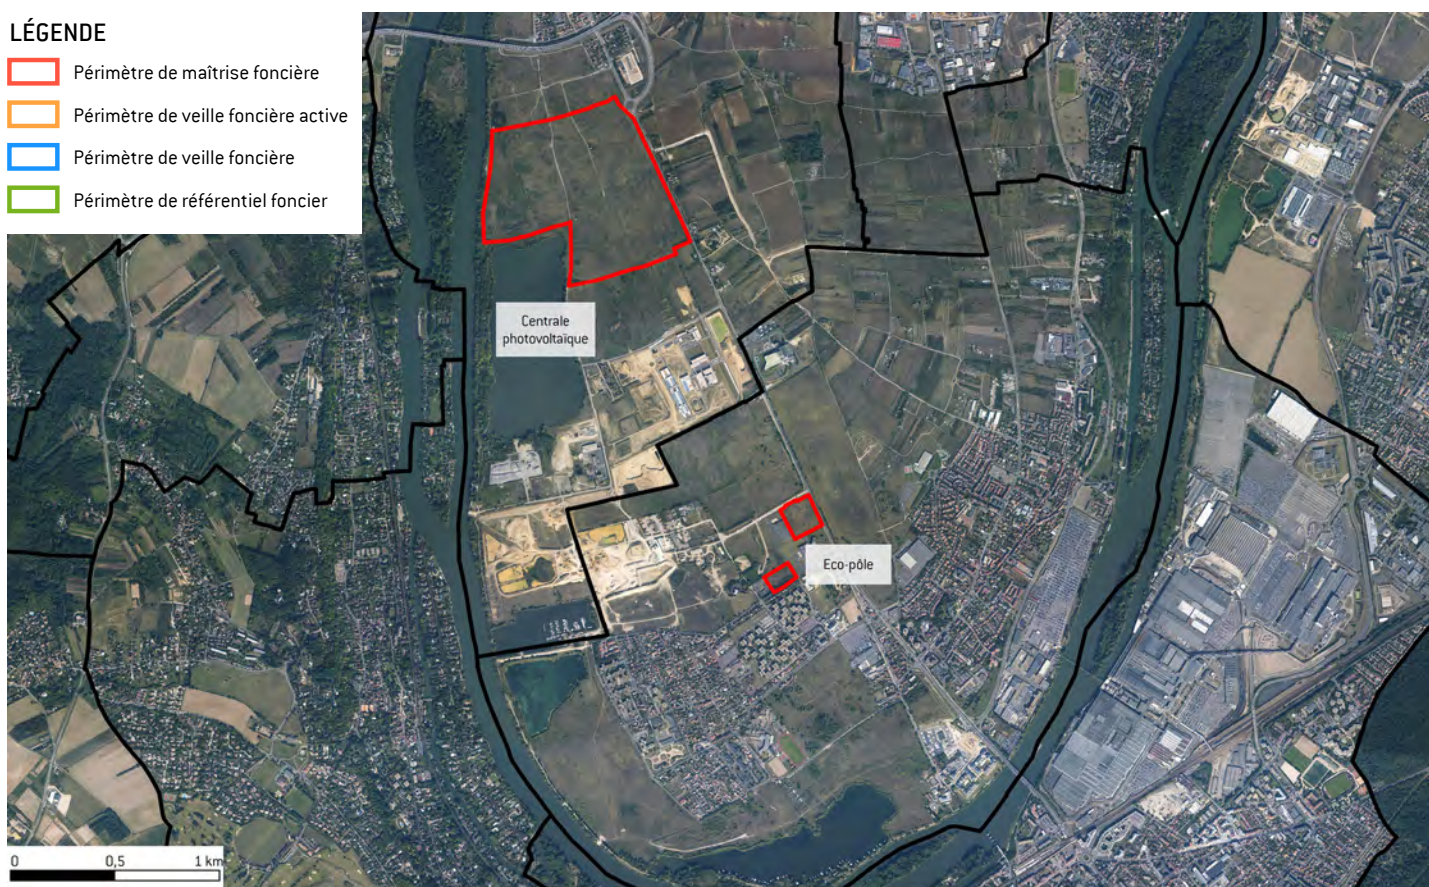 LÉGENDE
Périmètre de maîtrise foncière
Périmètre de veille foncière active
Périmètre de veille foncière
Périmètre de référentiel foncier
Centrale
photovoltaïque
Eco-pôle
0 0,5 1 km